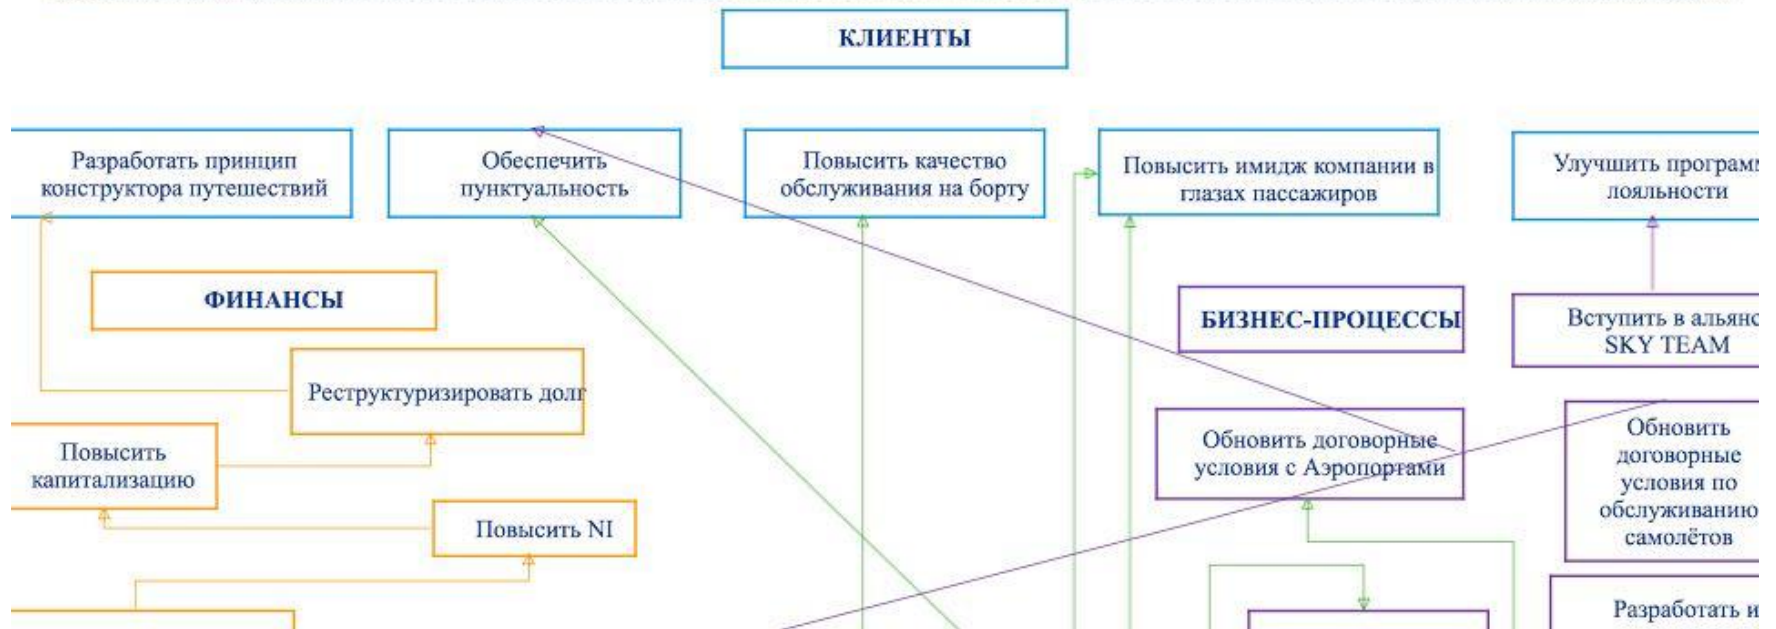 КЛИЕНТЫ
Разработать принцип
конструктора путешествий
Обеспечить
пунктуальность
Повысить качество
обслуживания на борту
Повысить имидж компании в
глазах пассажиров
Улучшить програм
лояльности
ФИНАНСЫ
БИЗНЕС-ПРОЦЕССЫ
Вступить в альянс
SKY TEAM
Реструктуризировать долг
Повысить
капитализацию
Обновить договорные
условия с Аэропортами
Обновить
договорные
условия по
обслуживанию
самолётов
Повысить NI
Разработать и